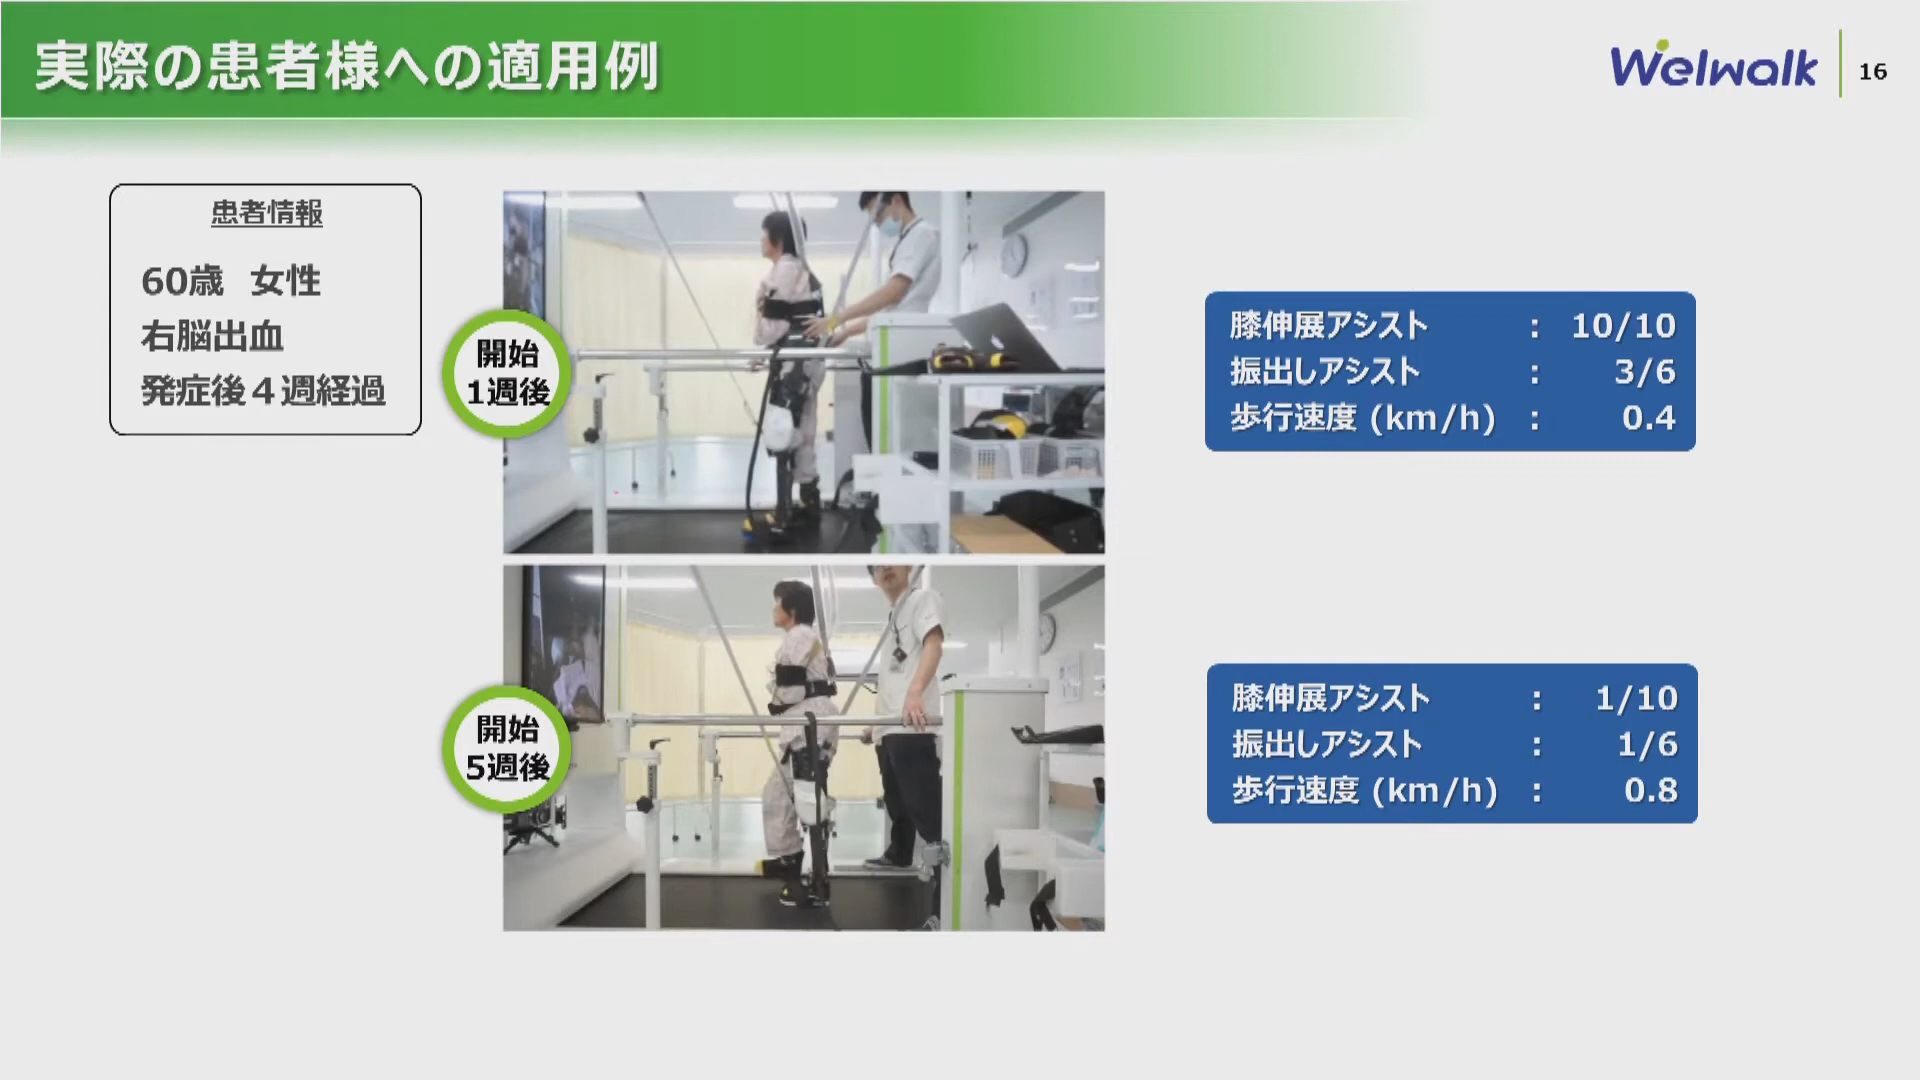 実際の患者様への適用例
Welwalk
16
患者情報
60歳 女性
右脳出血
発症後４週経過
開始
1週後
膝伸展アシスト : 10/10
振出しアシスト : 3/6
歩行速度 (km/h) : 0.4
開始
5週後
膝伸展アシスト : 1/10
振出しアシスト : 1/6
歩行速度 (km/h) : 0.8